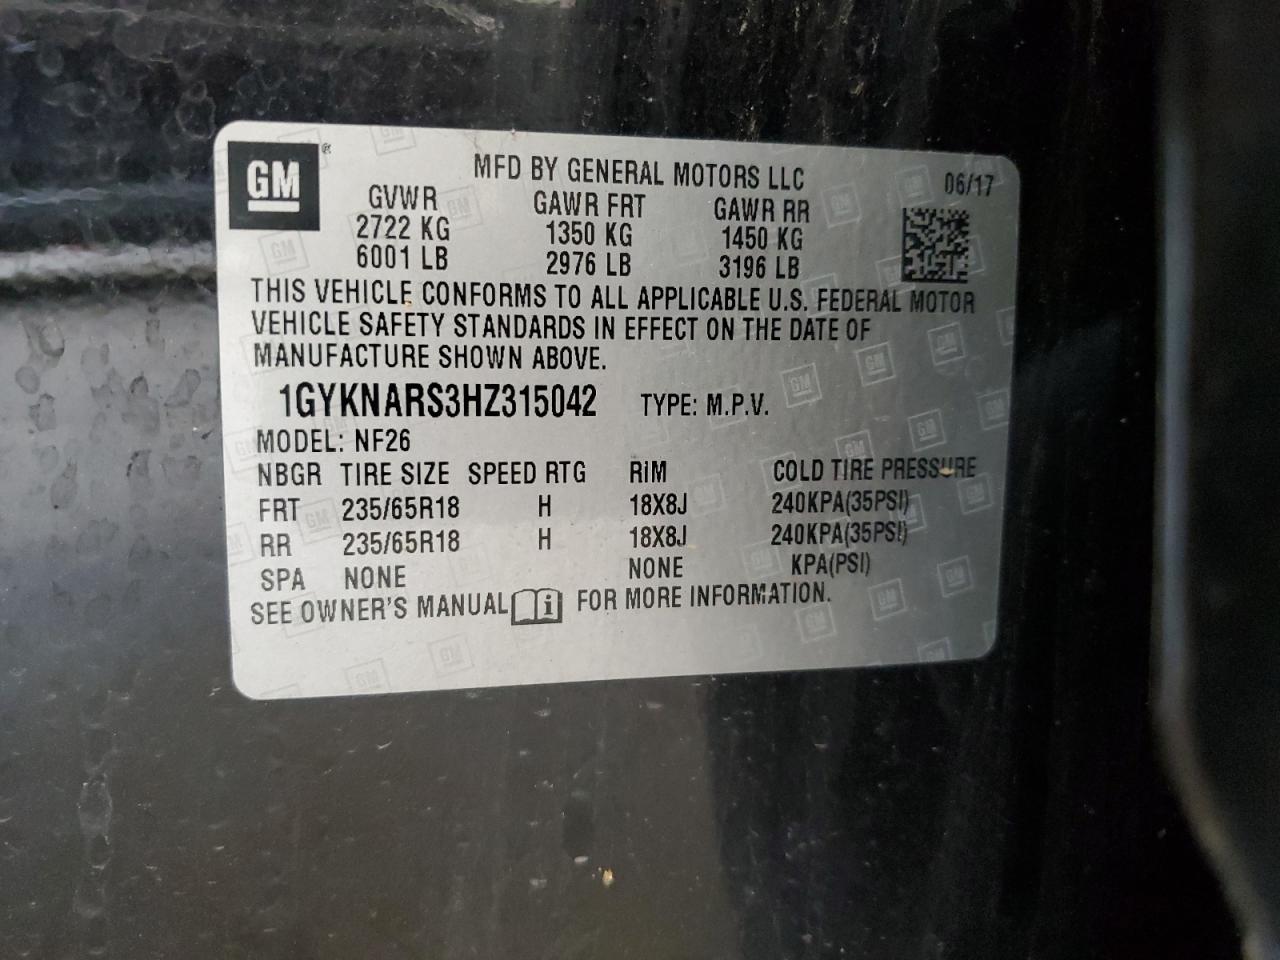 GM ®
MFD BY GENERAL MOTORS LLC 06/17
GVWR GAWR FRT GAWR RR
2722 KG 1350 KG 1450 KG
6001 LB 2976 LB 3196 LB
THIS VEHICLE CONFORMS TO ALL APPLICABLE U.S. FEDERAL MOTOR
VEHICLE SAFETY STANDARDS IN EFFECT ON THE DATE OF
MANUFACTURE SHOWN ABOVE.
1GYKNARS3HZ315042 TYPE: M.P.V.
MODEL: NF26
NBGR TIRE SIZE SPEED RTG RIM COLD TIRE PRESSURE
FRT 235/65R18 H 18X8J 240KPA(35PSI)
RR 235/65R18 H 18X8J 240KPA(35PSI)
SPA NONE NONE KPA(PSI)
SEE OWNER'S MANUAL FOR MORE INFORMATION.